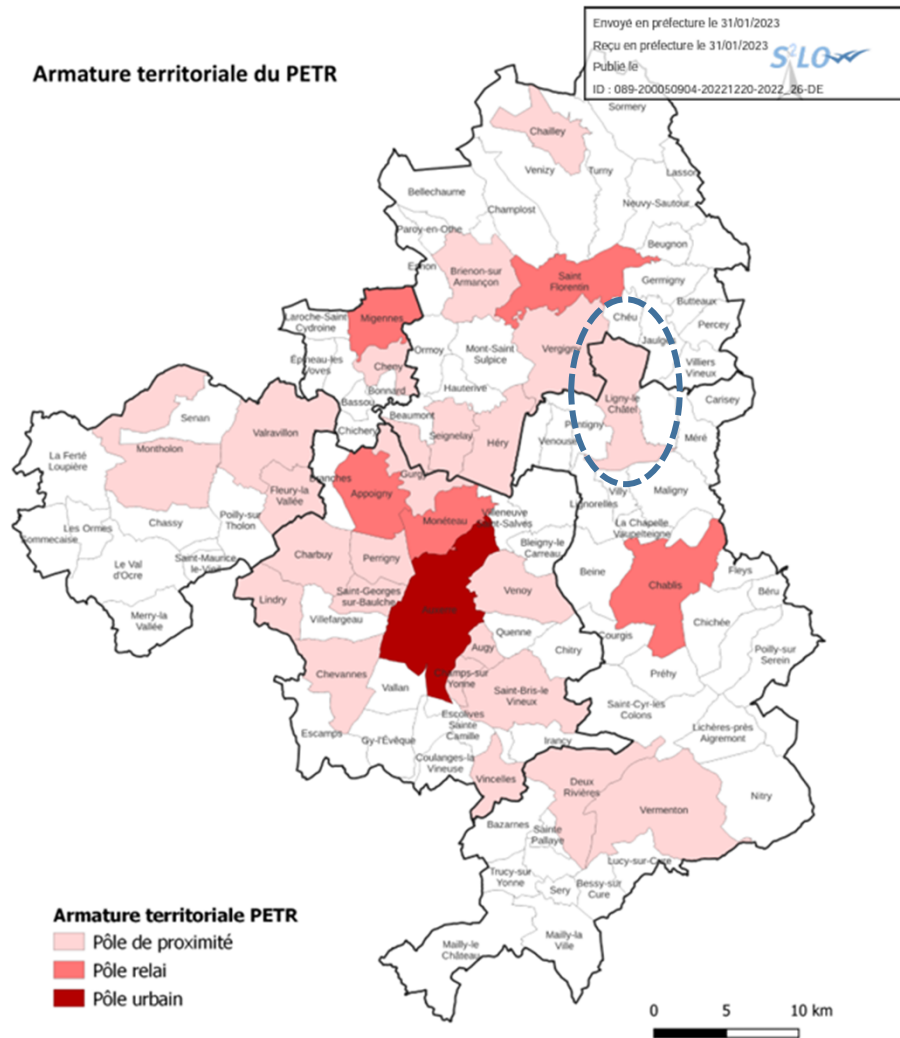 Envoyé en préfecture le 31/01/2023
Reçu en préfecture le 31/01/2023
Publié le
S²LO
ID : 089-200050904-20221220-2022_26-DE
Armature territoriale du PETR
Sormery
Chailley
Venizy
Turny
Lasson
Bellechaume
Champlost
Neuvy-Sautour
Paroy-en-Othe
Beugnon
Esnon
Brienon-sur
Armançon
Saint
Florentin
Germigny
Butteaux
Migennes
Laroche-Saint
Cydroine
Chéu
Percey
Jaulges
Ormoy
Mont-Saint
Sulpice
Vergigny
Villiers
Vineux
Épineau-les
Voves
Cheny
Bonnard
Hauterive
Bassou
Ligny-le
Châtel
Carisey
Beaumont
Senan
Valravillon
Chichery
Seignelay
Héry
Pontigny
Venouse
Méré
Montholon
La Ferté
Loupière
Branches
Gurgy
Appoigny
Fleury-la
Vallée
Villy
Maligny
Lignorelles
Poilly-sur
Tholon
Chassy
Les Ormes
Sommecaise
Monéteau
Villeneuve
Saint-Salves
La Chapelle
Vaupelteigne
Bleigny-le
Carreau
Charbuy
Perrigny
Saint-Maurice
Le Val
d'Ocre
Beine
Chablis
Fleys
Béru
Venoy
Saint-Georges
sur-Baulche
Lindry
Villefargeau
Merry-la
Vallée
Chichée
Quenne
Courgis
Chitry
Augy
Poilly-sur
Serein
Chevannes
Champs-sur
Yonne
Préhy
Vallan
Saint-Bris-le
Vineux
Saint-Cyr-les
Colons
Escolives
Sainte
Camille
Lichères-près
Aigremont
Escamps
Gy-l'Évêque
Irancy
Coulanges-la
Vineuse
Vincelles
Deux
Rivières
Nitry
Vermenton
Bazarnes
Sainte
Pallaye
Lucy-sur-Cure
Trucy-sur
Yonne
Sery
Bessy-sur
Cure
Mailly-la
Ville
Mailly-le
Château
Armature territoriale PETR
Pôle de proximité
Pôle relai
Pôle urbain
0 5 10 km